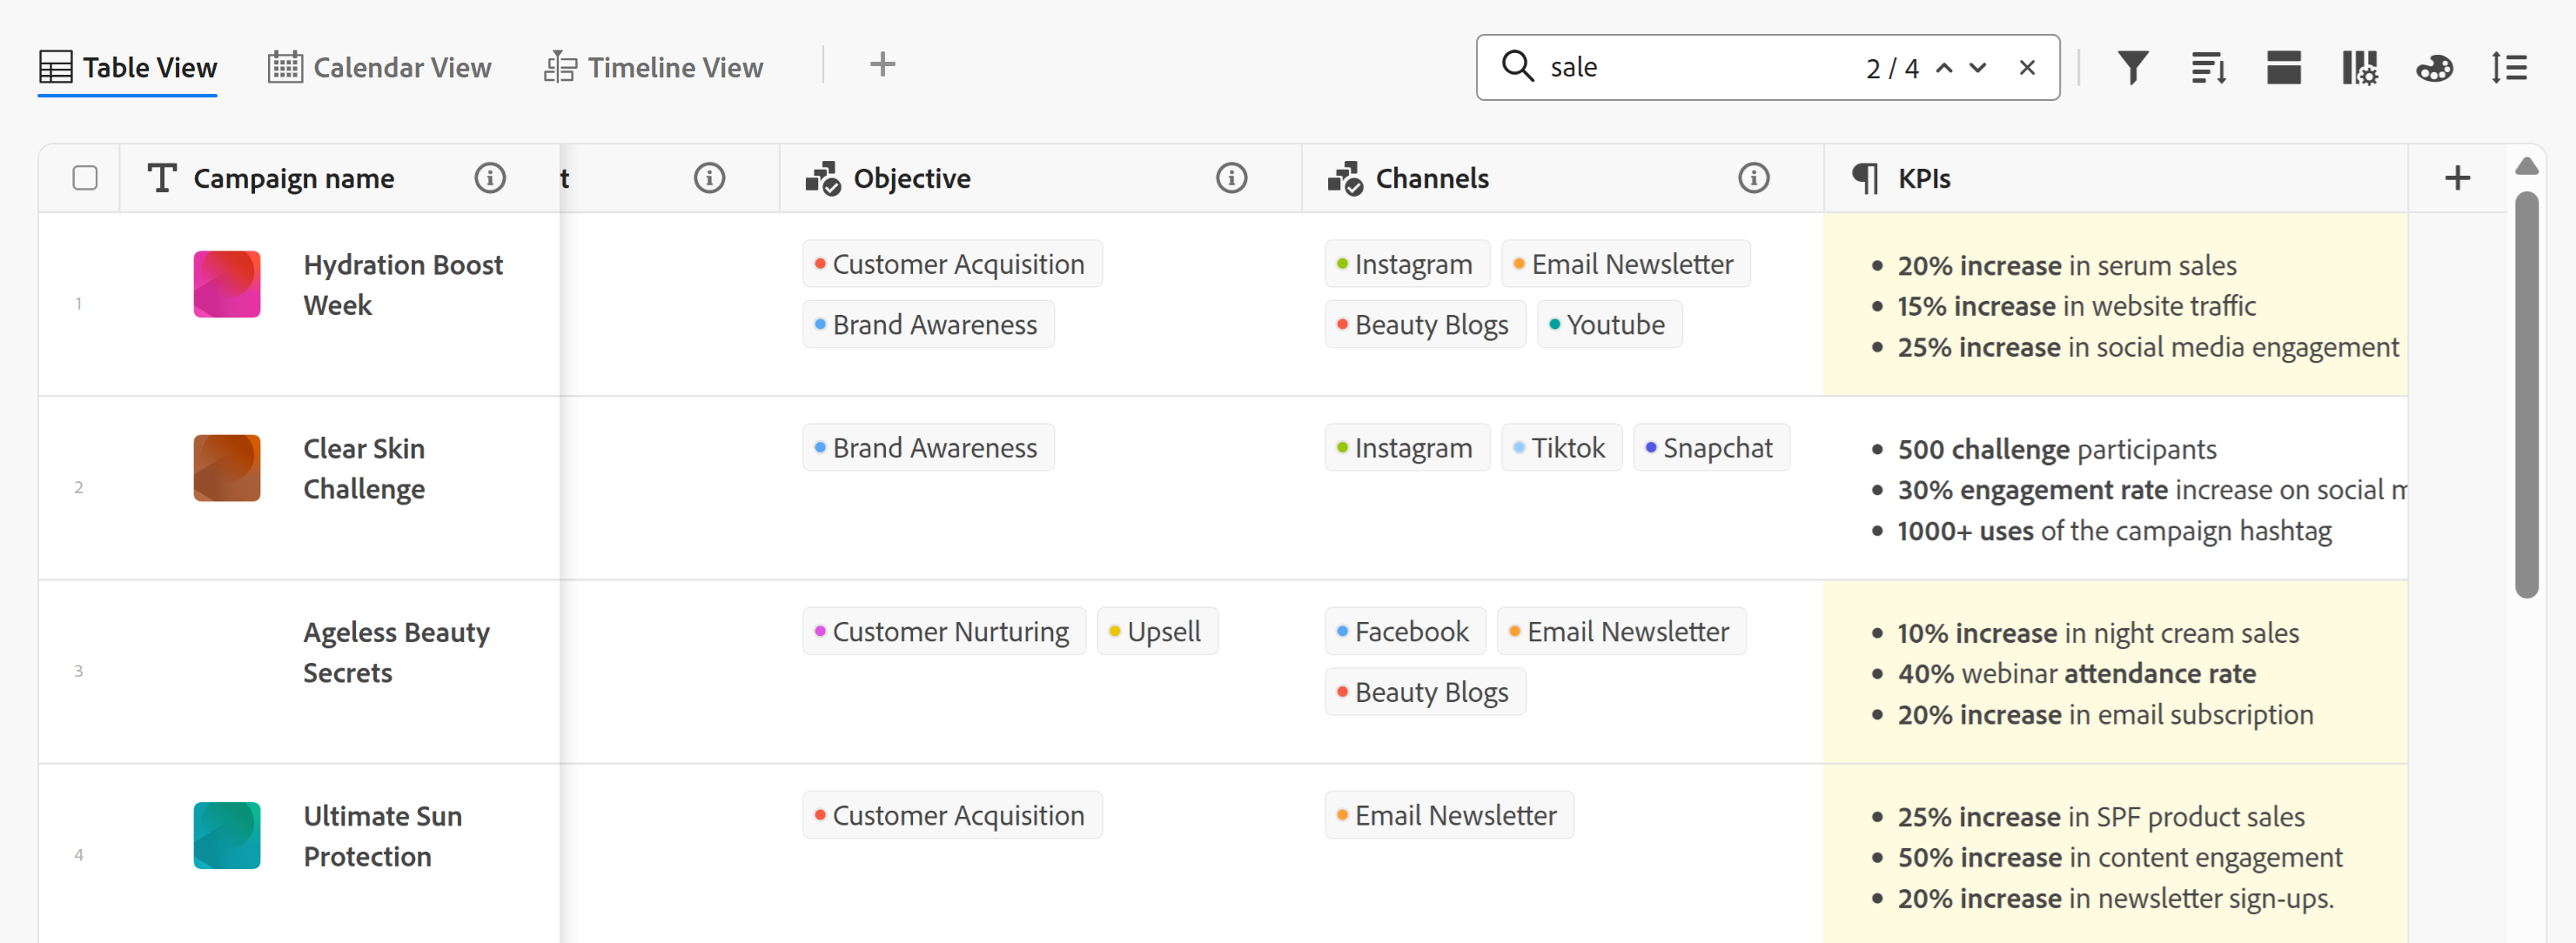 Table View Calendar View Timeline View +
sale 2 / 4
Campaign name t Objective Channels KPIs +
1
Hydration Boost
Week
Customer Acquisition
Brand Awareness
Instagram Email Newsletter
Beauty Blogs Youtube
• 20% increase in serum sales
• 15% increase in website traffic
• 25% increase in social media engagement
2
Clear Skin
Challenge
Brand Awareness
Instagram Tiktok Snapchat
• 500 challenge participants
• 30% engagement rate increase on social m
• 1000+ uses of the campaign hashtag
3
Ageless Beauty
Secrets
Customer Nurturing Upsell
Facebook Email Newsletter
Beauty Blogs
• 10% increase in night cream sales
• 40% webinar attendance rate
• 20% increase in email subscription
4
Ultimate Sun
Protection
Customer Acquisition
Email Newsletter
• 25% increase in SPF product sales
• 50% increase in content engagement
• 20% increase in newsletter sign-ups.